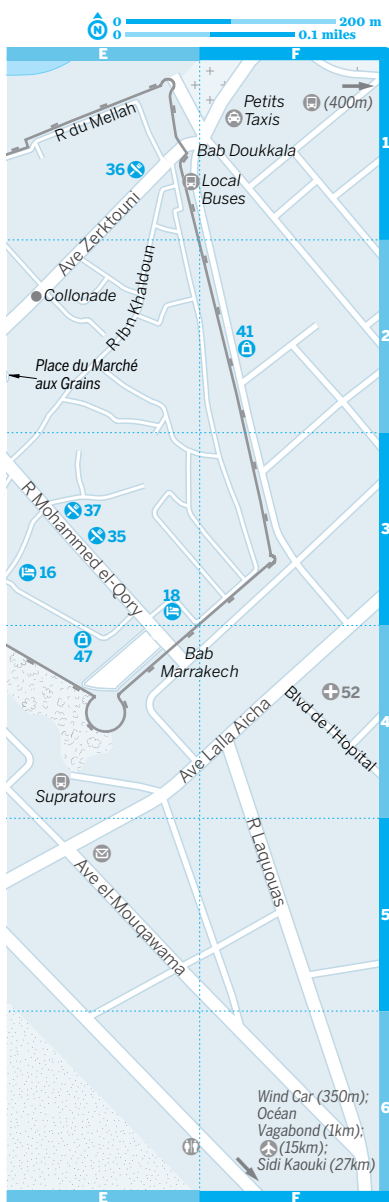 N
0 200 m
0 0.1 miles
E F
Petits
Taxis
(400m)
1
R du Mellah
Bab Doukkala
36
Local
Buses
Ave Zerktouni
R Ibn Khaldoun
Collonade
41
2
Place du Marché
aux Grains
R Mohammed el-Qory
37
35
3
16
18
47
Bab
Marrakech
52
4
Ave Lalla Aicha
Blvd de l'Hopital
Supratours
R Laquouas
Ave el-Mouqawama
5
Wind Car (350m);
Océan
Vagabond (1km);
(15km);
Sidi Kaouki (27km)
6
E F